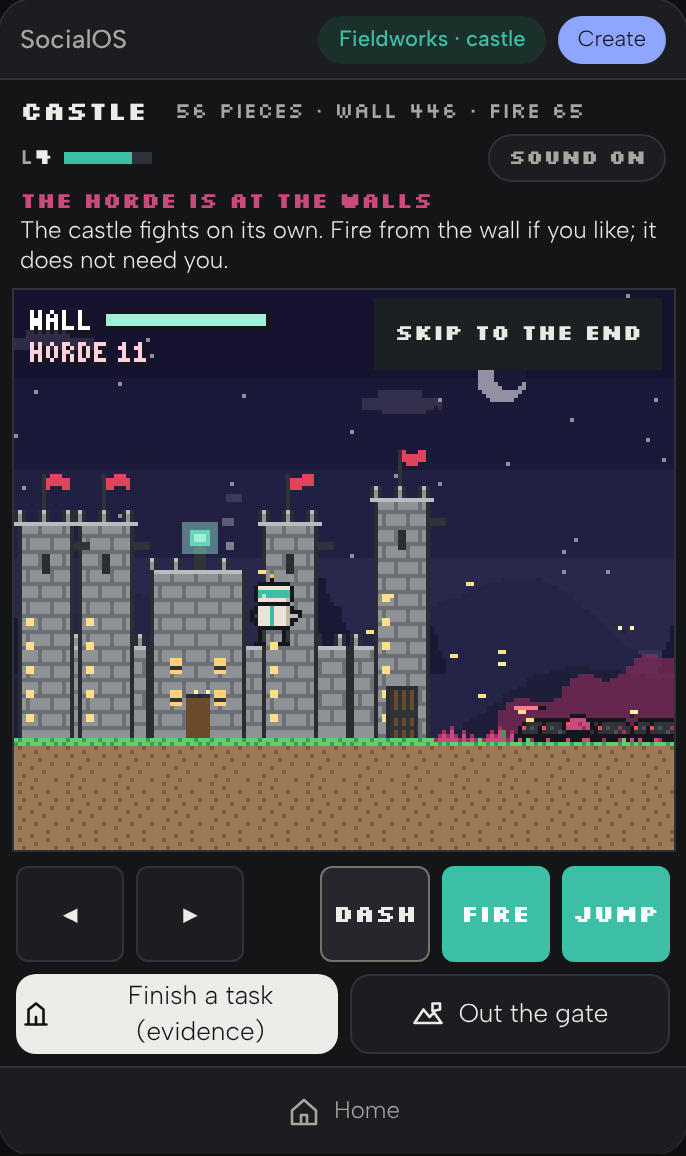 SocialOS
Fieldworks · castle
Create
CASTLE
56 PIECES · WALL 446 · FIRE 65
SOUND ON
THE HORDE IS AT THE WALLS
The castle fights on its own. Fire from the wall if you like; it
does not need you.
WALL
SKIP TO THE END
HORDE 11
◄
►
DASH
FIRE
JUMP
Finish a task
(evidence)
Out the gate
Home